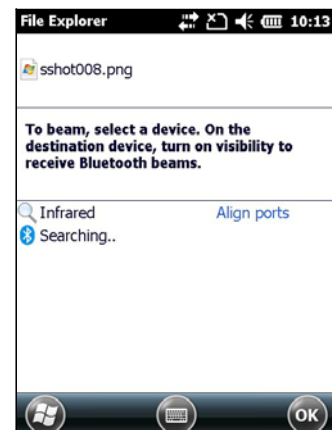 File Explorer 10:13
sshot008.png
To beam, select a device. On the
destination device, turn on visibility to
receive Bluetooth beams.
Infrared Align ports
Searching..
OK